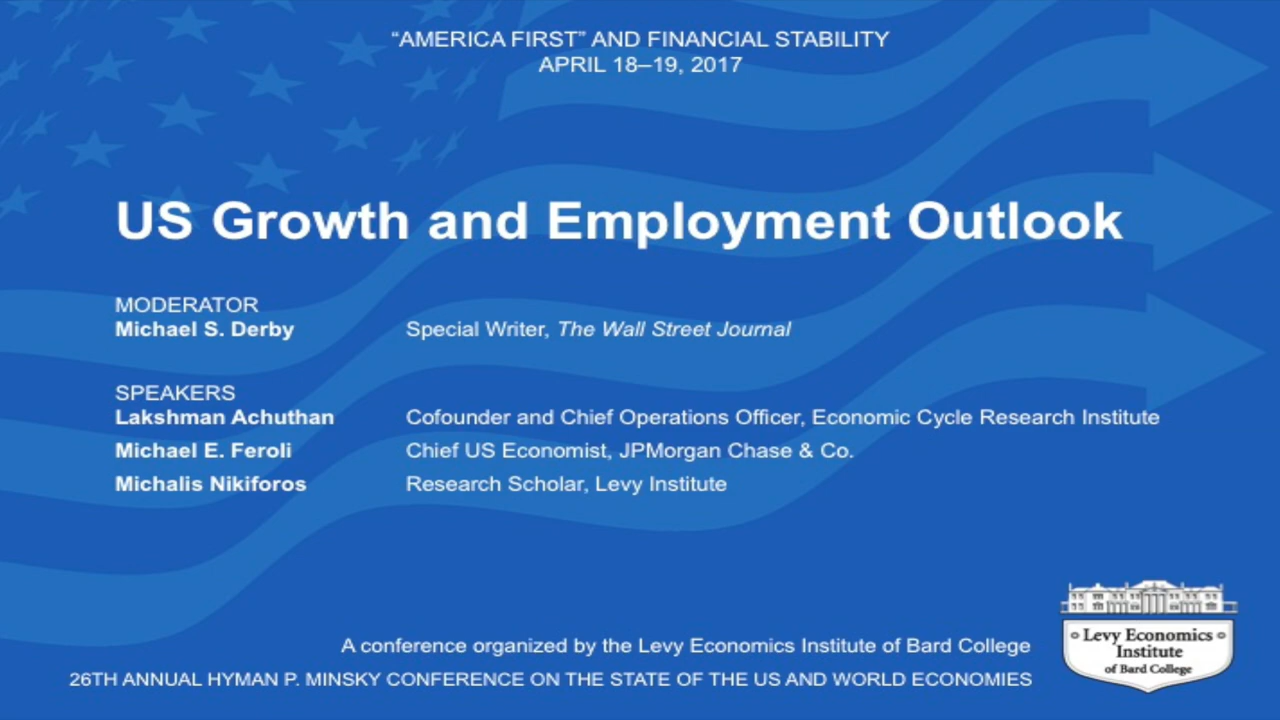 “AMERICA FIRST” AND FINANCIAL STABILITY
APRIL 18–19, 2017
US Growth and Employment Outlook
MODERATOR
Michael S. Derby Special Writer, The Wall Street Journal
SPEAKERS
Lakshman Achuthan Cofounder and Chief Operations Officer, Economic Cycle Research Institute
Michael E. Feroli Chief US Economist, JPMorgan Chase & Co.
Michalis Nikiforos Research Scholar, Levy Institute
A conference organized by the Levy Economics Institute of Bard College
26TH ANNUAL HYMAN P. MINSKY CONFERENCE ON THE STATE OF THE US AND WORLD ECONOMIES
Levy Economics
Institute
of Bard College